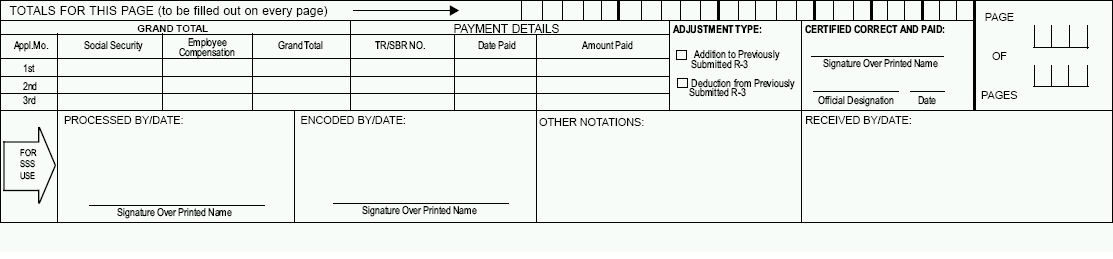 TOTALS FOR THIS PAGE (to be filled out on every page)
GRAND TOTAL
PAYMENT DETAILS
Appl.Mo.
Social Security
Employee
Compensation
Grand Total
TR/SBR NO.
Date Paid
Amount Paid
1st
2nd
3rd
ADJUSTMENT TYPE:
Addition to Previously
Submitted R-3
Deduction from Previously
Submitted R-3
CERTIFIED CORRECT AND PAID:
Signature Over Printed Name
Official Designation
Date
PAGE
OF
PAGES
FOR
SSS
USE
PROCESSED BY/DATE:
Signature Over Printed Name
ENCODED BY/DATE:
Signature Over Printed Name
OTHER NOTATIONS:
RECEIVED BY/DATE: